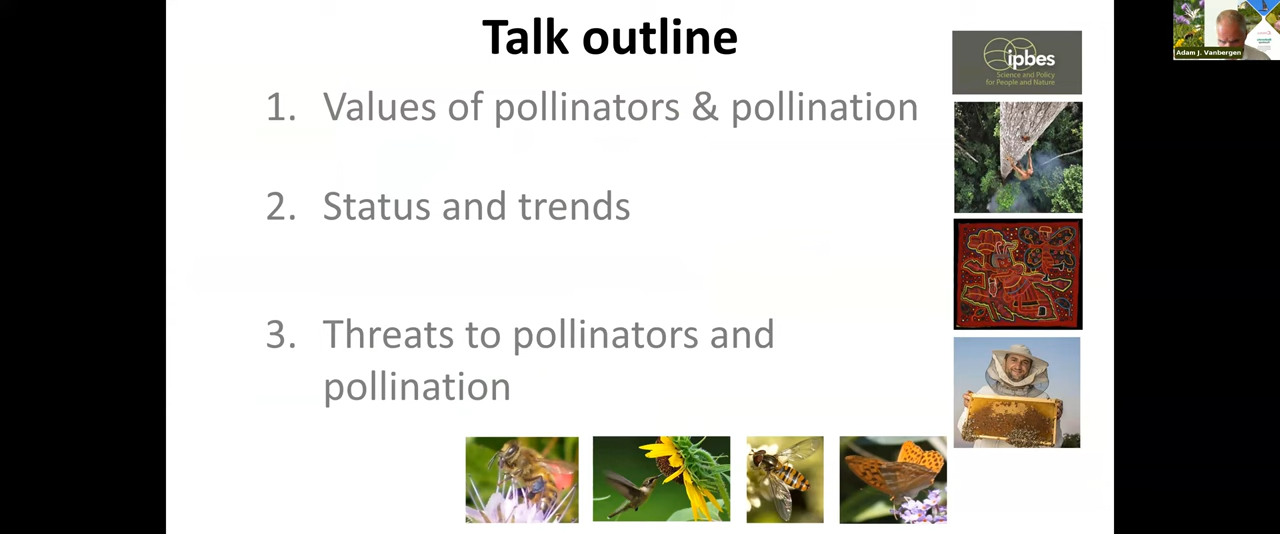 Talk outline
1. Values of pollinators & pollination
2. Status and trends
3. Threats to pollinators and
pollination
ipbes
Science and Policy
for People and Nature
Adam J. Vanbergen